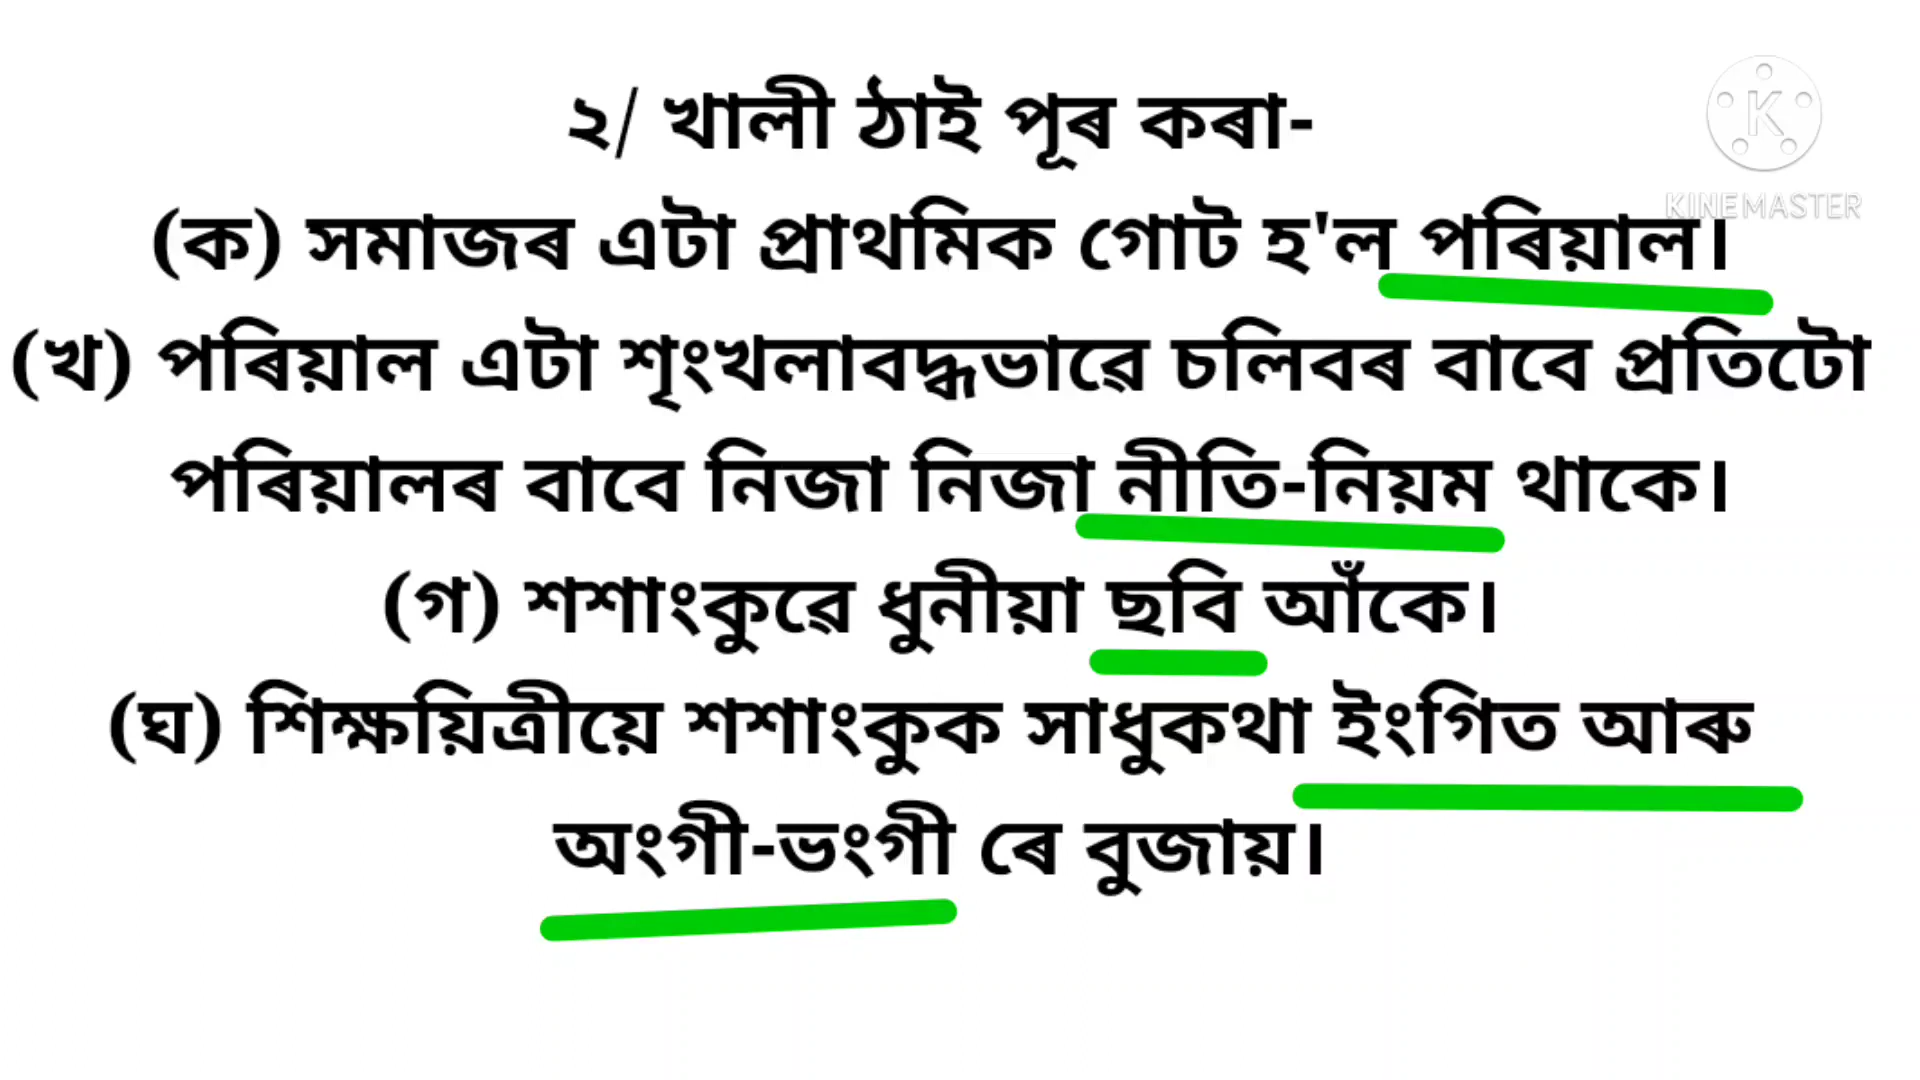 ২/ খালী ঠাই পূৰ কৰা-
K
KINEMASTER
(ক) সমাজৰ এটা প্ৰাথমিক গোট হ'ল পৰিয়াল।
(খ) পৰিয়াল এটা শৃংখলাবদ্ধভাৱে চলিবৰ বাবে প্ৰতিটো
পৰিয়ালৰ বাবে নিজা নিজা নীতি-নিয়ম থাকে।
(গ) শশাংকুৱে ধুনীয়া ছবি আঁকে।
(ঘ) শিক্ষয়িত্ৰীয়ে শশাংকুক সাধুকথা ইংগিত আৰু
অংগী-ভংগী ৰে বুজায়।